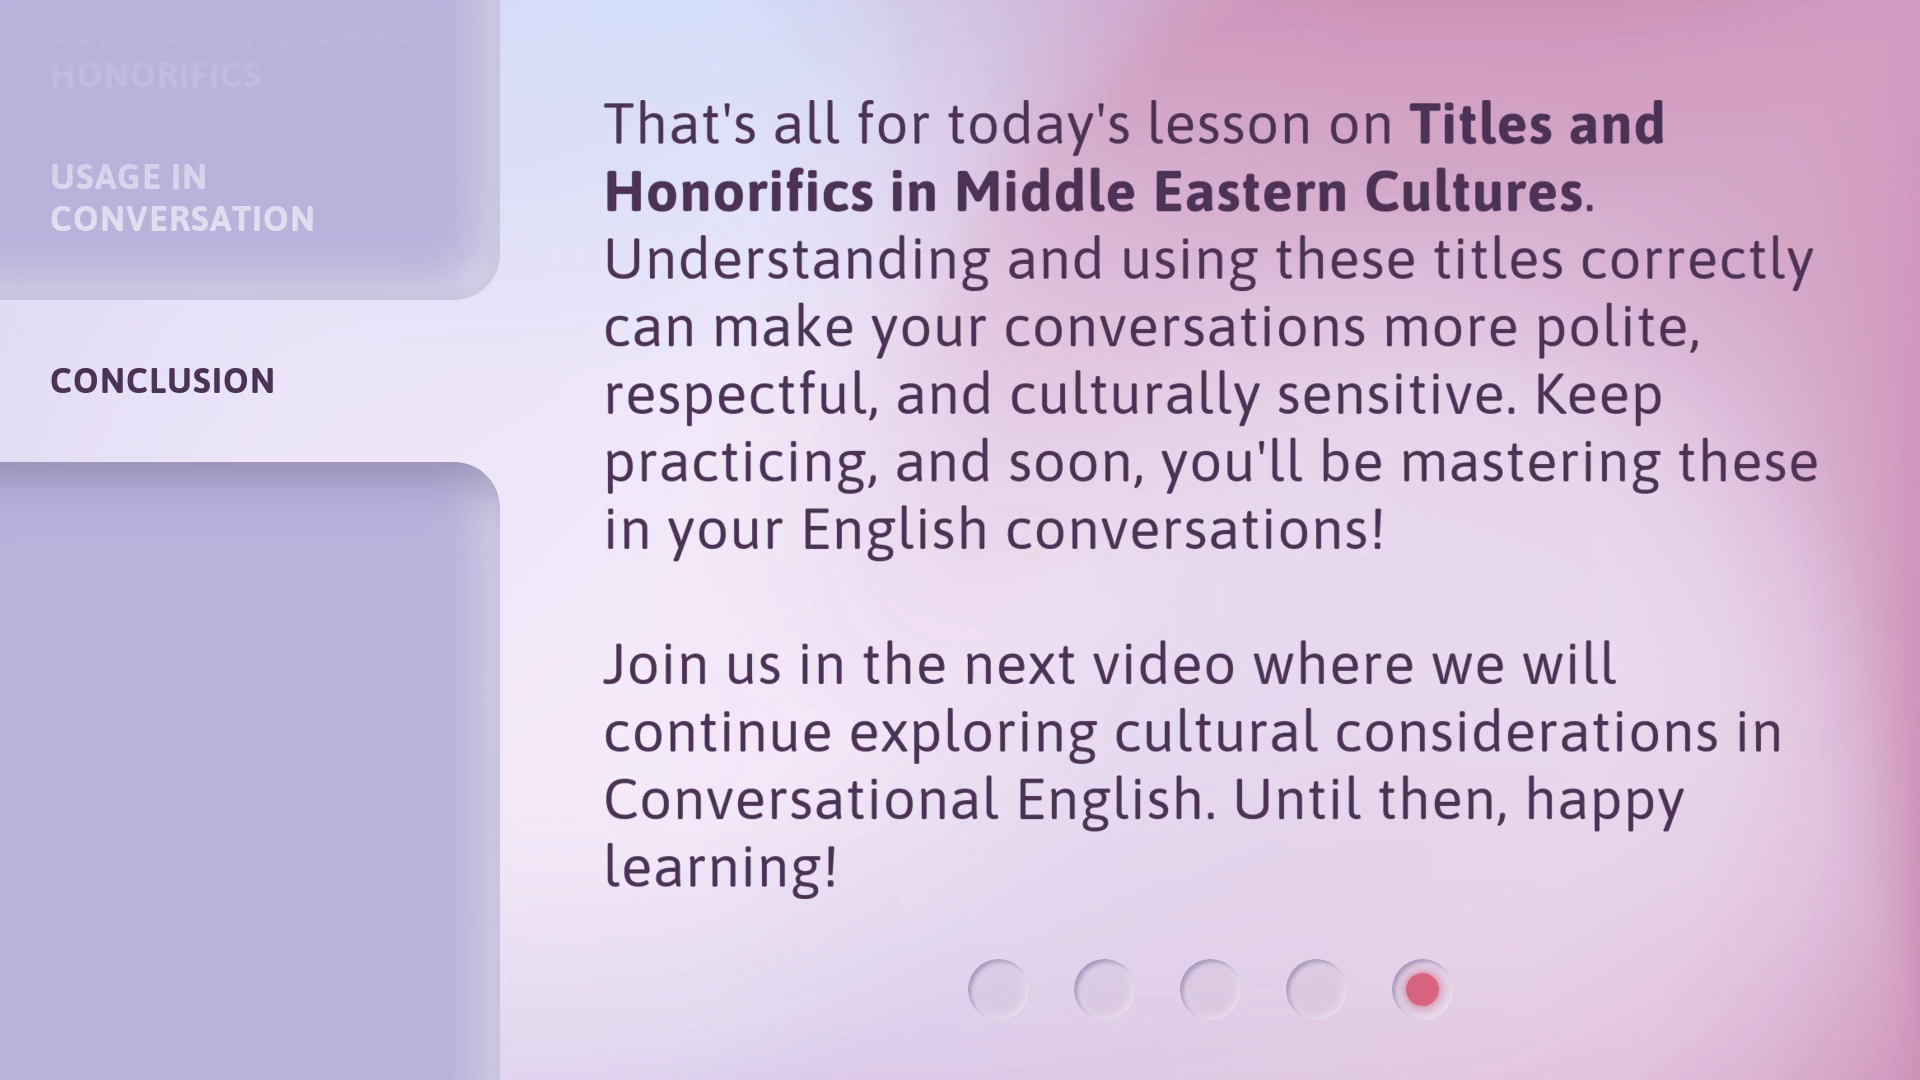 COMMON TITLES AND
HONORIFICS
USAGE IN
CONVERSATION
CONCLUSION
That's all for today's lesson on Titles and
Honorifics in Middle Eastern Cultures.
Understanding and using these titles correctly
can make your conversations more polite,
respectful, and culturally sensitive. Keep
practicing, and soon, you'll be mastering these
in your English conversations!
Join us in the next video where we will
continue exploring cultural considerations in
Conversational English. Until then, happy
learning!